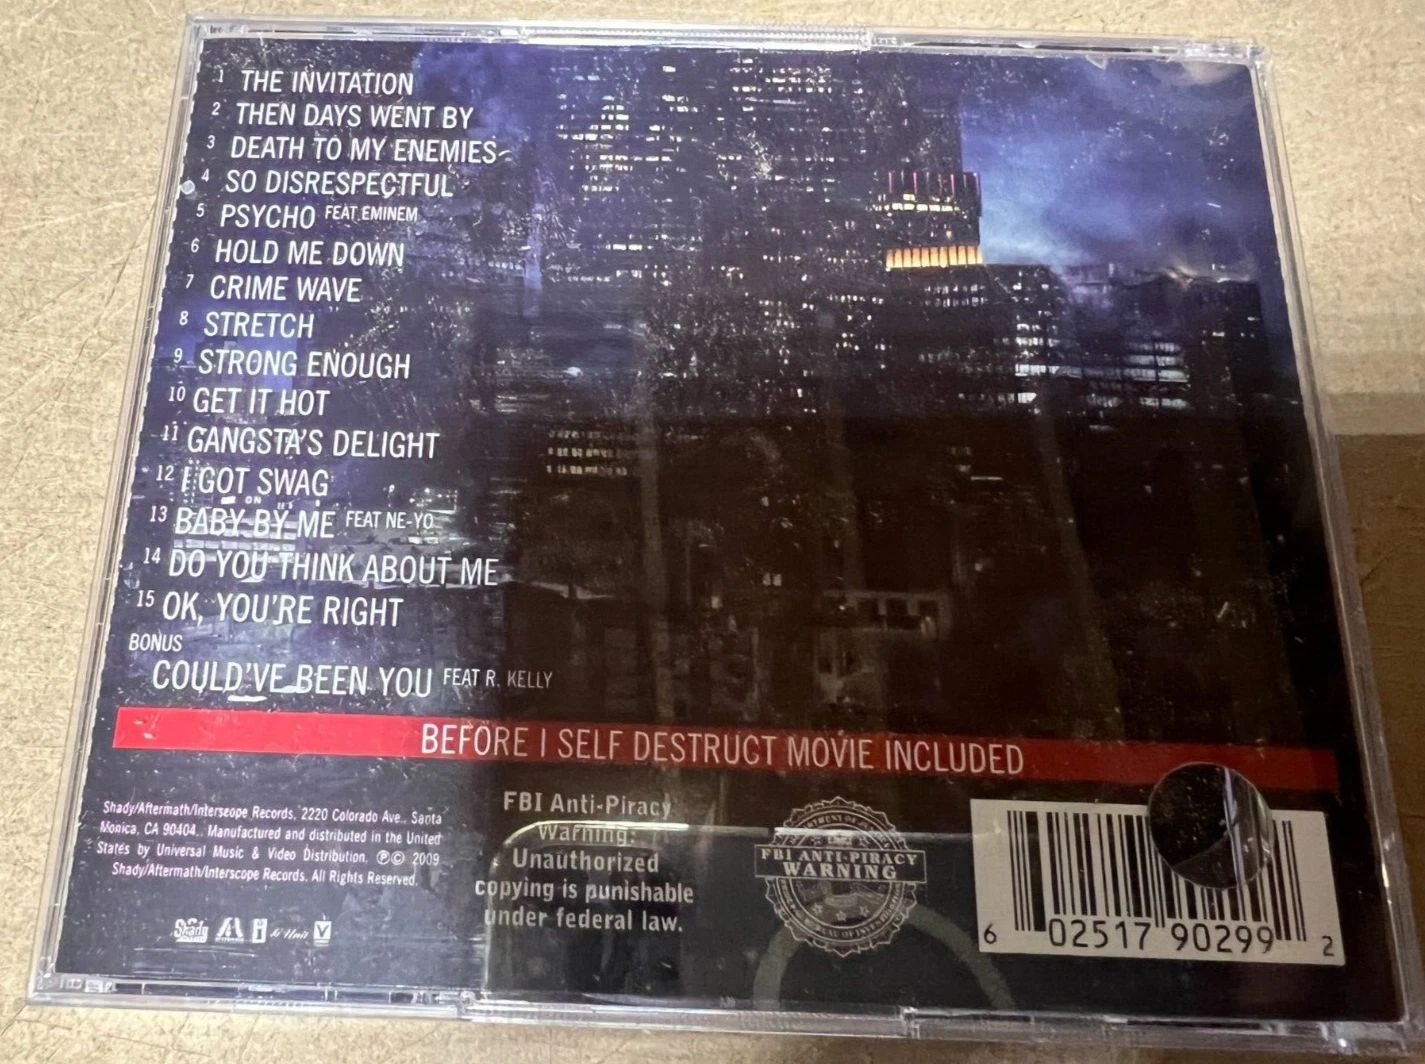 1 THE INVITATION
2 THEN DAYS WENT BY
3 DEATH TO MY ENEMIES
4 SO DISRESPECTFUL
5 PSYCHO FEAT. EMINEM
6 HOLD ME DOWN
7 CRIME WAVE
8 STRETCH
9 STRONG ENOUGH
10 GET IT HOT
11 GANGSTA'S DELIGHT
12 I GOT SWAG
13 BABY BY ME FEAT NE-YO
14 DO YOU THINK ABOUT ME
15 OK, YOU'RE RIGHT
BONUS
COULD'VE BEEN YOU FEAT R. KELLY
BEFORE I SELF DESTRUCT MOVIE INCLUDED
Shady/Aftermath/Interscope Records, 2220 Colorado Ave., Santa
Monica, CA 90404. Manufactured and distributed in the United
States by Universal Music & Video Distribution. ℗© 2009
Shady/Aftermath/Interscope Records. All Rights Reserved.
Shady
G Unit
FBI Anti-Piracy
Warning:
Unauthorized
copying is punishable
under federal law.
FBI ANTI-PIRACY
WARNING
6 02517 90299 2